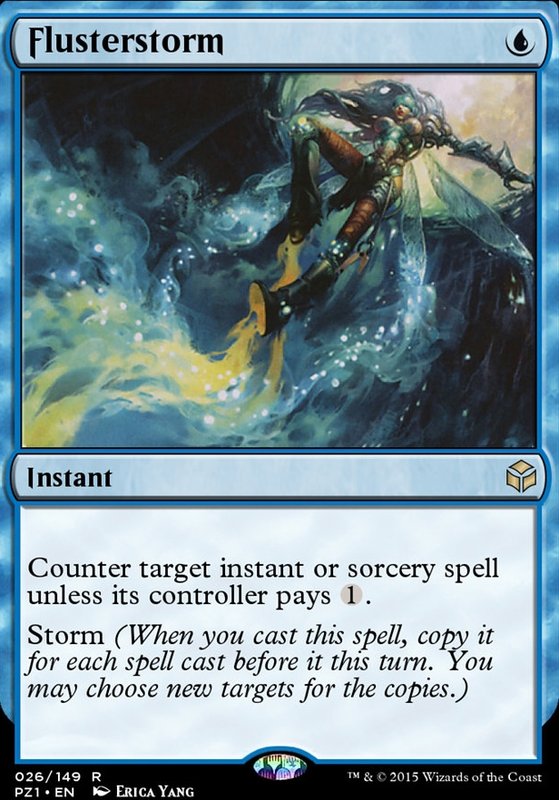 Flusterstorm
Instant
Counter target instant or sorcery spell
unless its controller pays 1.
Storm (When you cast this spell, copy it
for each spell cast before it this turn. You
may choose new targets for the copies.)
026/149 R
PZ1 • EN Erica Yang
™ & © 2015 Wizards of the Coast